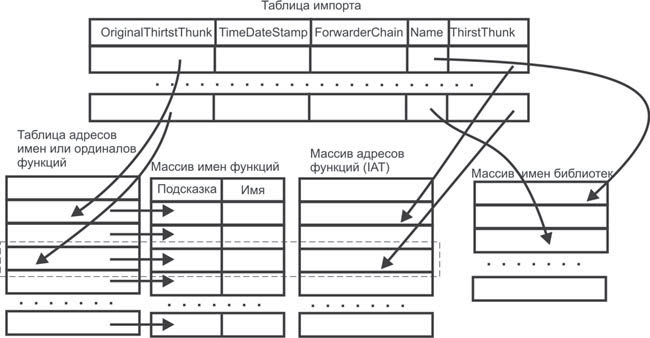 Таблица импорта
OriginalThirtstThunk TimeDateStamp ForwarderChain Name ThirstThunk
Таблица адресов
имен или ординалов
функций
Массив имен функций
Подсказка Имя
Массив адресов
функций (IAT)
Массив имен библиотек